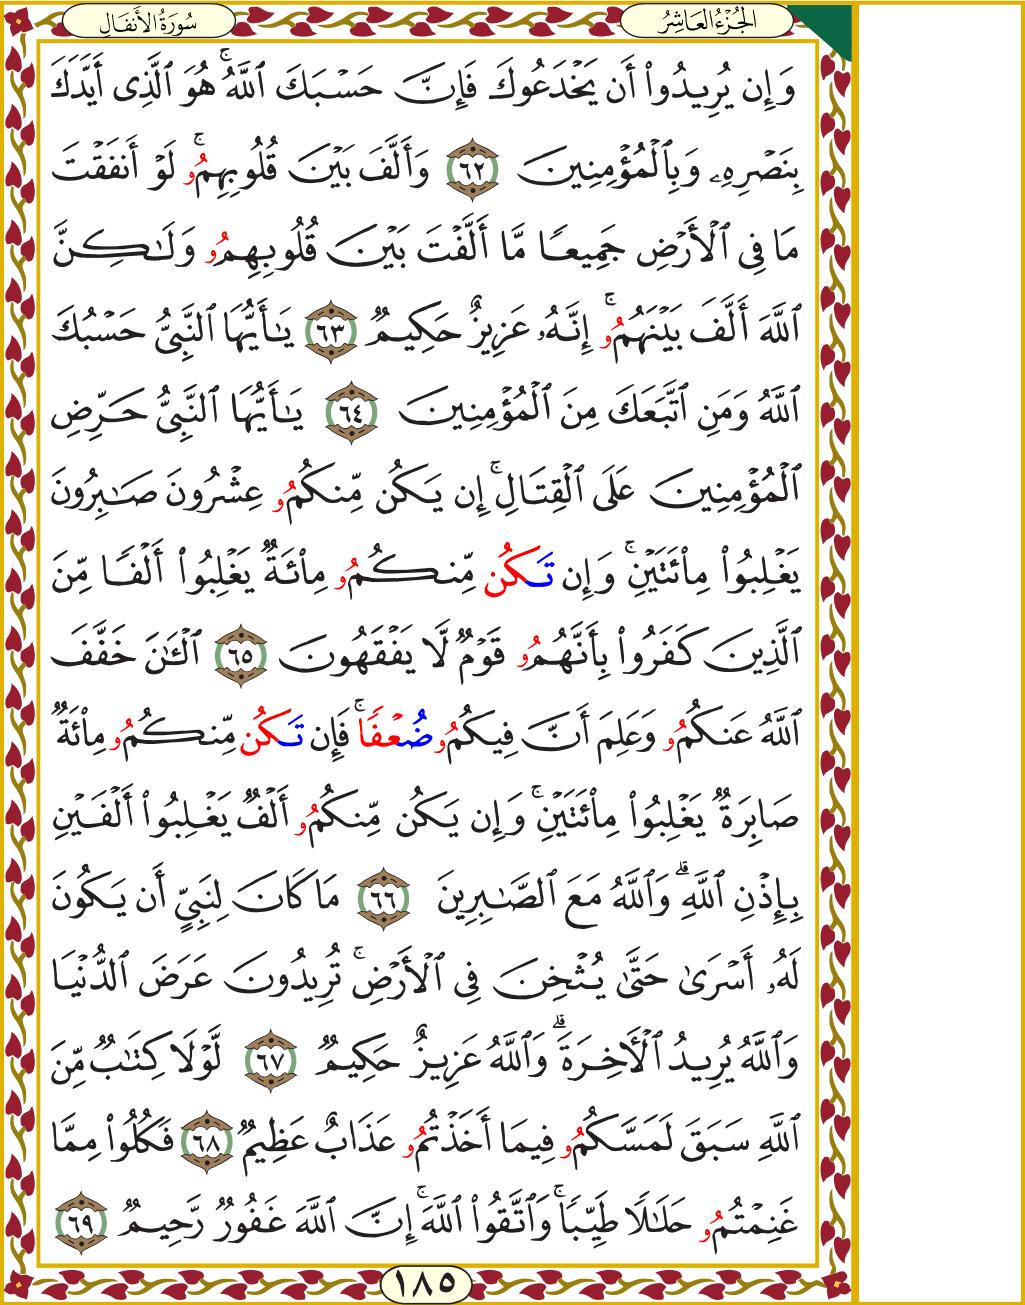 الجُزْءُ العَاشِرُ
سُورَةُ الأَنفَالِ
وَإِن يُرِيدُوٓاْ أَن يَخْدَعُوكَ فَإِنَّ حَسْبَكَ ٱللَّهُۚ هُوَ ٱلَّذِى أَيَّدَكَ
بِنَصْرِهِۦ وَبِٱلْمُؤْمِنِينَ ٦٢ وَأَلَّفَ بَيْنَ قُلُوبِهِمُۥۚ لَوْ أَنفَقْتَ
مَا فِى ٱلْأَرْضِ جَمِيعًا مَّا أَلَّفْتَ بَيْنَ قُلُوبِهِمُۥ وَلَٰكِنَّ
ٱللَّهَ أَلَّفَ بَيْنَهُمُۥۚ إِنَّهُۥ عَزِيزٌ حَكِيمٌ ٦٣ يَٰأَيُّهَا ٱلنَّبِىُّ حَسْبُكَ
ٱللَّهُ وَمَنِ ٱتَّبَعَكَ مِنَ ٱلْمُؤْمِنِينَ ٦٤ يَٰأَيُّهَا ٱلنَّبِىُّ حَرِّضِ
ٱلْمُؤْمِنِينَ عَلَى ٱلْقِتَالِۚ إِن يَكُن مِّنكُمُۥ عِشْرُونَ صَٰبِرُونَ
يَغْلِبُواْ مِاْئَتَيْنِۚ وَإِن تَكُن مِّنكُمُۥ مِاْئَةٌ يَغْلِبُواْ أَلْفًا مِّنَ
ٱلَّذِينَ كَفَرُواْ بِأَنَّهُمُۥ قَوْمٌ لَّا يَفْقَهُونَ ٦٥ ٱلْـَٰٔنَ خَفَّفَ
ٱللَّهُ عَنكُمُۥ وَعَلِمَ أَنَّ فِيكُمُۥ ضُعْفًاۚ فَإِن تَكُن مِّنكُمُۥ مِاْئَةٌ
صَابِرَةٌ يَغْلِبُواْ مِاْئَتَيْنِۚ وَإِن يَكُن مِّنكُمُۥ أَلْفٌ يَغْلِبُواْ أَلْفَيْنِ
بِإِذْنِ ٱللَّهِۗ وَٱللَّهُ مَعَ ٱلصَّٰبِرِينَ ٦٦ مَا كَانَ لِنَبِىٍّ أَن يَكُونَ
لَهُۥ أَسْرَىٰ حَتَّىٰ يُثْخِنَ فِى ٱلْأَرْضِۚ تُرِيدُونَ عَرَضَ ٱلدُّنْيَا
وَٱللَّهُ يُرِيدُ ٱلْأَخِرَةَۗ وَٱللَّهُ عَزِيزٌ حَكِيمٌ ٦٧ لَّوْلَا كِتَٰبٌ مِّنَ
ٱللَّهِ سَبَقَ لَمَسَّكُمُۥ فِيمَا أَخَذتُّمُۥ عَذَابٌ عَظِيمٌ ٦٨ فَكُلُواْ مِمَّا
غَنِمْتُمُۥ حَلَٰلًا طَيِّبًاۚ وَٱتَّقُواْ ٱللَّهَۚ إِنَّ ٱللَّهَ غَفُورٌ رَّحِيمٌ ٦٩
١٨٥